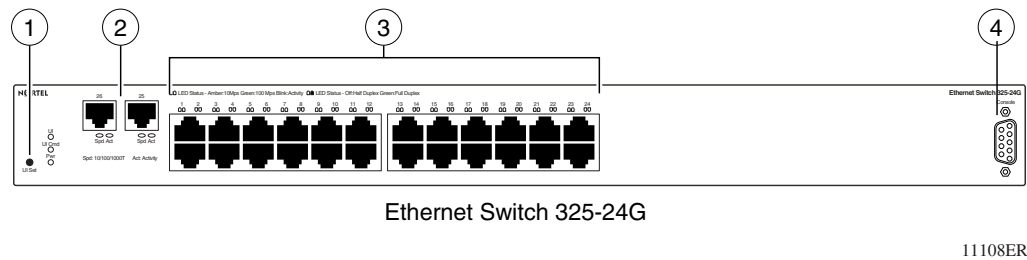 1 2 3 4
NORTEL
26 25
LED Status - Amber:10Mps Green:100 Mps Blink:Activity LED Status - Off:Half Duplex Green:Full Duplex
Ethernet Switch 325-24G
Console
1 2 3 4 5 6 7 8 9 10 11 12 13 14 15 16 17 18 19 20 21 22 23 24
UI
UI Cmd
Pwr
UI Set
Spd Act Spd Act
Spd: 10/100/1000T Act: Activity
Ethernet Switch 325-24G
11108ER